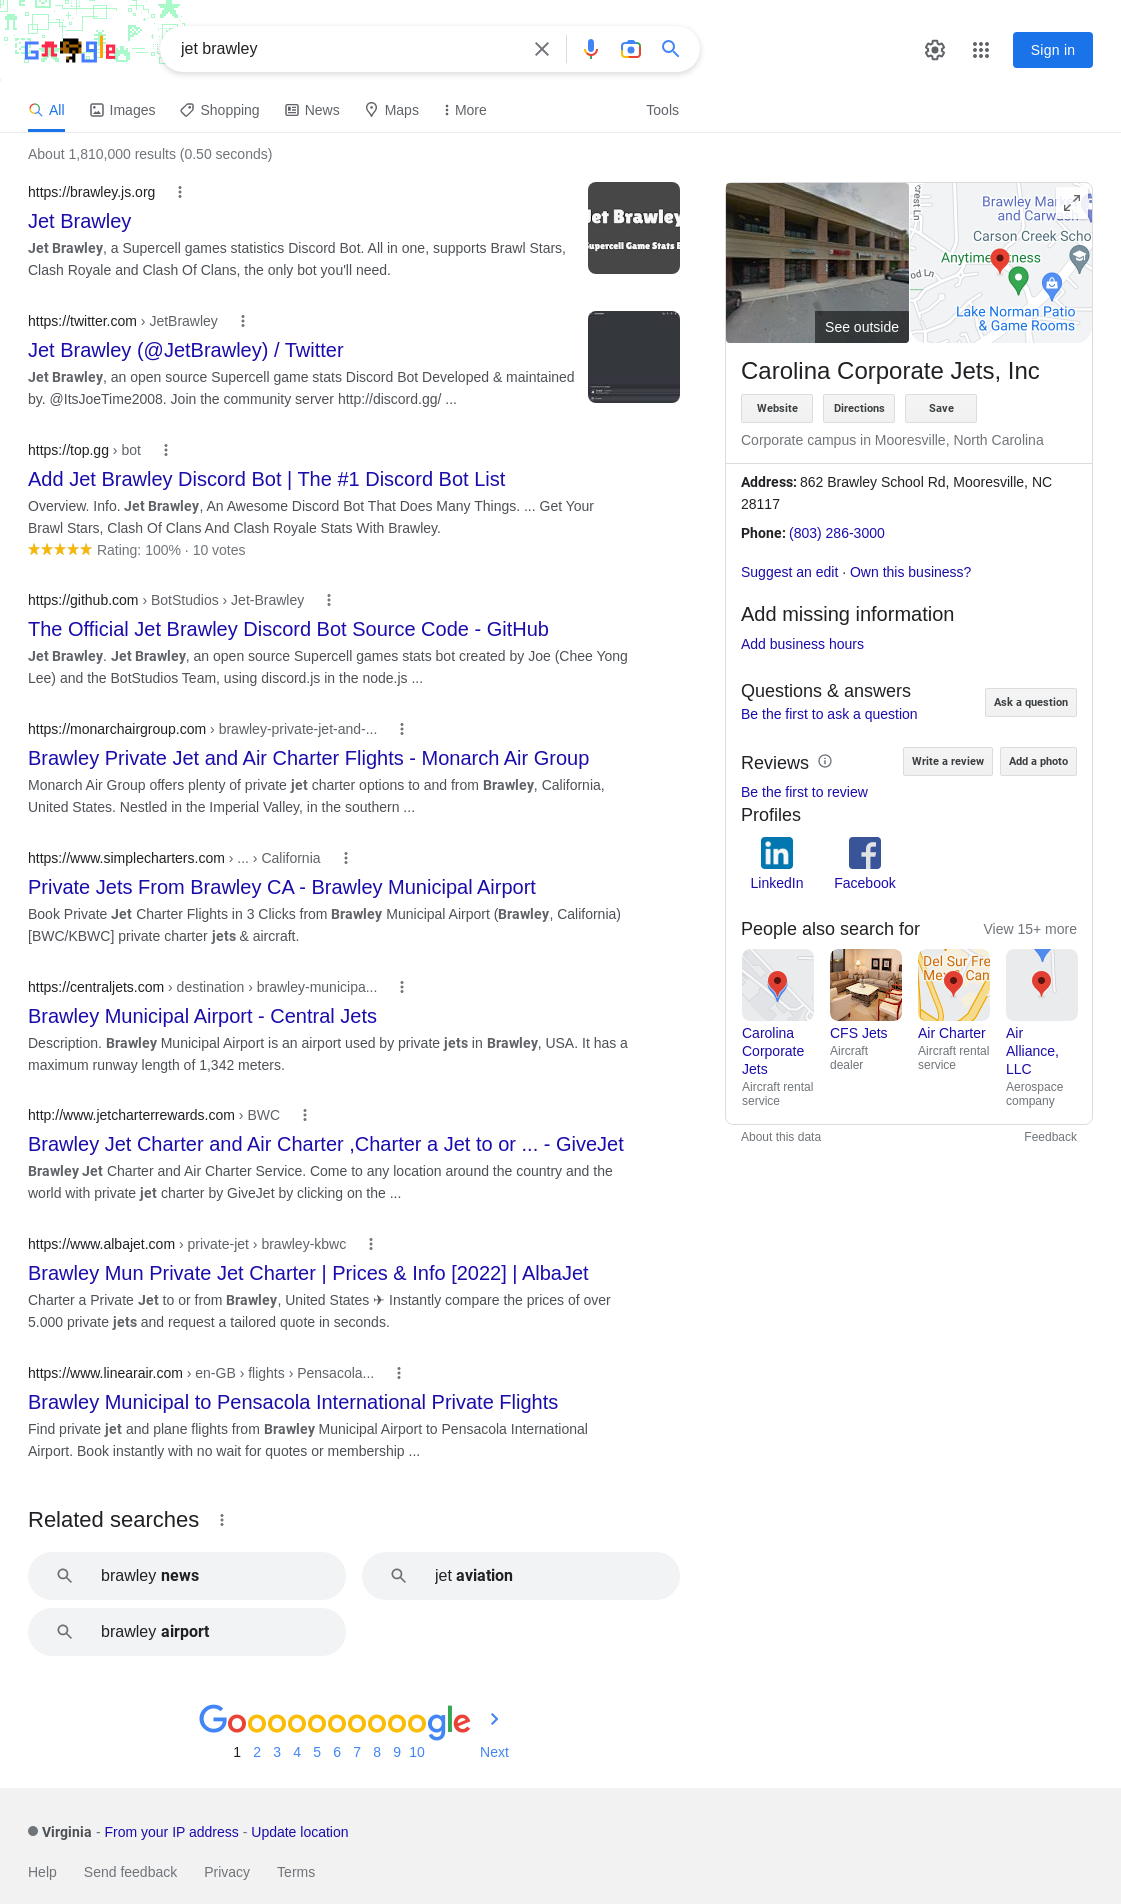 jet brawley
Sign in
All
Images
Shopping
News
Maps
More
Tools
About 1,810,000 results (0.50 seconds)
https://brawley.js.org
Jet Brawley
Jet Brawley, a Supercell games statistics Discord Bot. All in one, supports Brawl Stars,
Clash Royale and Clash Of Clans, the only bot you'll need.
Jet Brawley
Supercell Game Stats B
https://twitter.com › JetBrawley
Jet Brawley (@JetBrawley) / Twitter
Jet Brawley, an open source Supercell game stats Discord Bot Developed & maintained
by. @ItsJoeTime2008. Join the community server http://discord.gg/ ...
https://top.gg › bot
Add Jet Brawley Discord Bot | The #1 Discord Bot List
Overview. Info. Jet Brawley, An Awesome Discord Bot That Does Many Things. ... Get Your
Brawl Stars, Clash Of Clans And Clash Royale Stats With Brawley.
Rating: 100% · 10 votes
https://github.com › BotStudios › Jet-Brawley
The Official Jet Brawley Discord Bot Source Code - GitHub
Jet Brawley. Jet Brawley, an open source Supercell games stats bot created by Joe (Chee Yong
Lee) and the BotStudios Team, using discord.js in the node.js ...
https://monarchairgroup.com › brawley-private-jet-and-...
Brawley Private Jet and Air Charter Flights - Monarch Air Group
Monarch Air Group offers plenty of private jet charter options to and from Brawley, California,
United States. Nestled in the Imperial Valley, in the southern ...
https://www.simplecharters.com › ... › California
Private Jets From Brawley CA - Brawley Municipal Airport
Book Private Jet Charter Flights in 3 Clicks from Brawley Municipal Airport (Brawley, California)
[BWC/KBWC] private charter jets & aircraft.
https://centraljets.com › destination › brawley-municipa...
Brawley Municipal Airport - Central Jets
Description. Brawley Municipal Airport is an airport used by private jets in Brawley, USA. It has a
maximum runway length of 1,342 meters.
http://www.jetcharterrewards.com › BWC
Brawley Jet Charter and Air Charter ,Charter a Jet to or ... - GiveJet
Brawley Jet Charter and Air Charter Service. Come to any location around the country and the
world with private jet charter by GiveJet by clicking on the ...
https://www.albajet.com › private-jet › brawley-kbwc
Brawley Mun Private Jet Charter | Prices & Info [2022] | AlbaJet
Charter a Private Jet to or from Brawley, United States ✈ Instantly compare the prices of over
5.000 private jets and request a tailored quote in seconds.
https://www.linearair.com › en-GB › flights › Pensacola...
Brawley Municipal to Pensacola International Private Flights
Find private jet and plane flights from Brawley Municipal Airport to Pensacola International
Airport. Book instantly with no wait for quotes or membership ...
Related searches
brawley news
jet aviation
brawley airport
Goooooooooogle
1 2 3 4 5 6 7 8 9 10 Next
See outside
crest Ln
Brawley Mar
and Carwash
Carson Creek Scho
Anytime Fitness
od Ln
Lake Norman Patio
& Game Rooms
Carolina Corporate Jets, Inc
Website
Directions
Save
Corporate campus in Mooresville, North Carolina
Address: 862 Brawley School Rd, Mooresville, NC
28117
Phone: (803) 286-3000
Suggest an edit · Own this business?
Add missing information
Add business hours
Questions & answers
Be the first to ask a question
Ask a question
Reviews
Write a review
Add a photo
Be the first to review
Profiles
LinkedIn
Facebook
People also search for
View 15+ more
Del Sur Fre
Mex Can
Carolina
Corporate
Jets
Aircraft rental
service
CFS Jets
Aircraft
dealer
Air Charter
Aircraft rental
service
Air
Alliance,
LLC
Aerospace
company
About this data
Feedback
Virginia - From your IP address - Update location
Help
Send feedback
Privacy
Terms